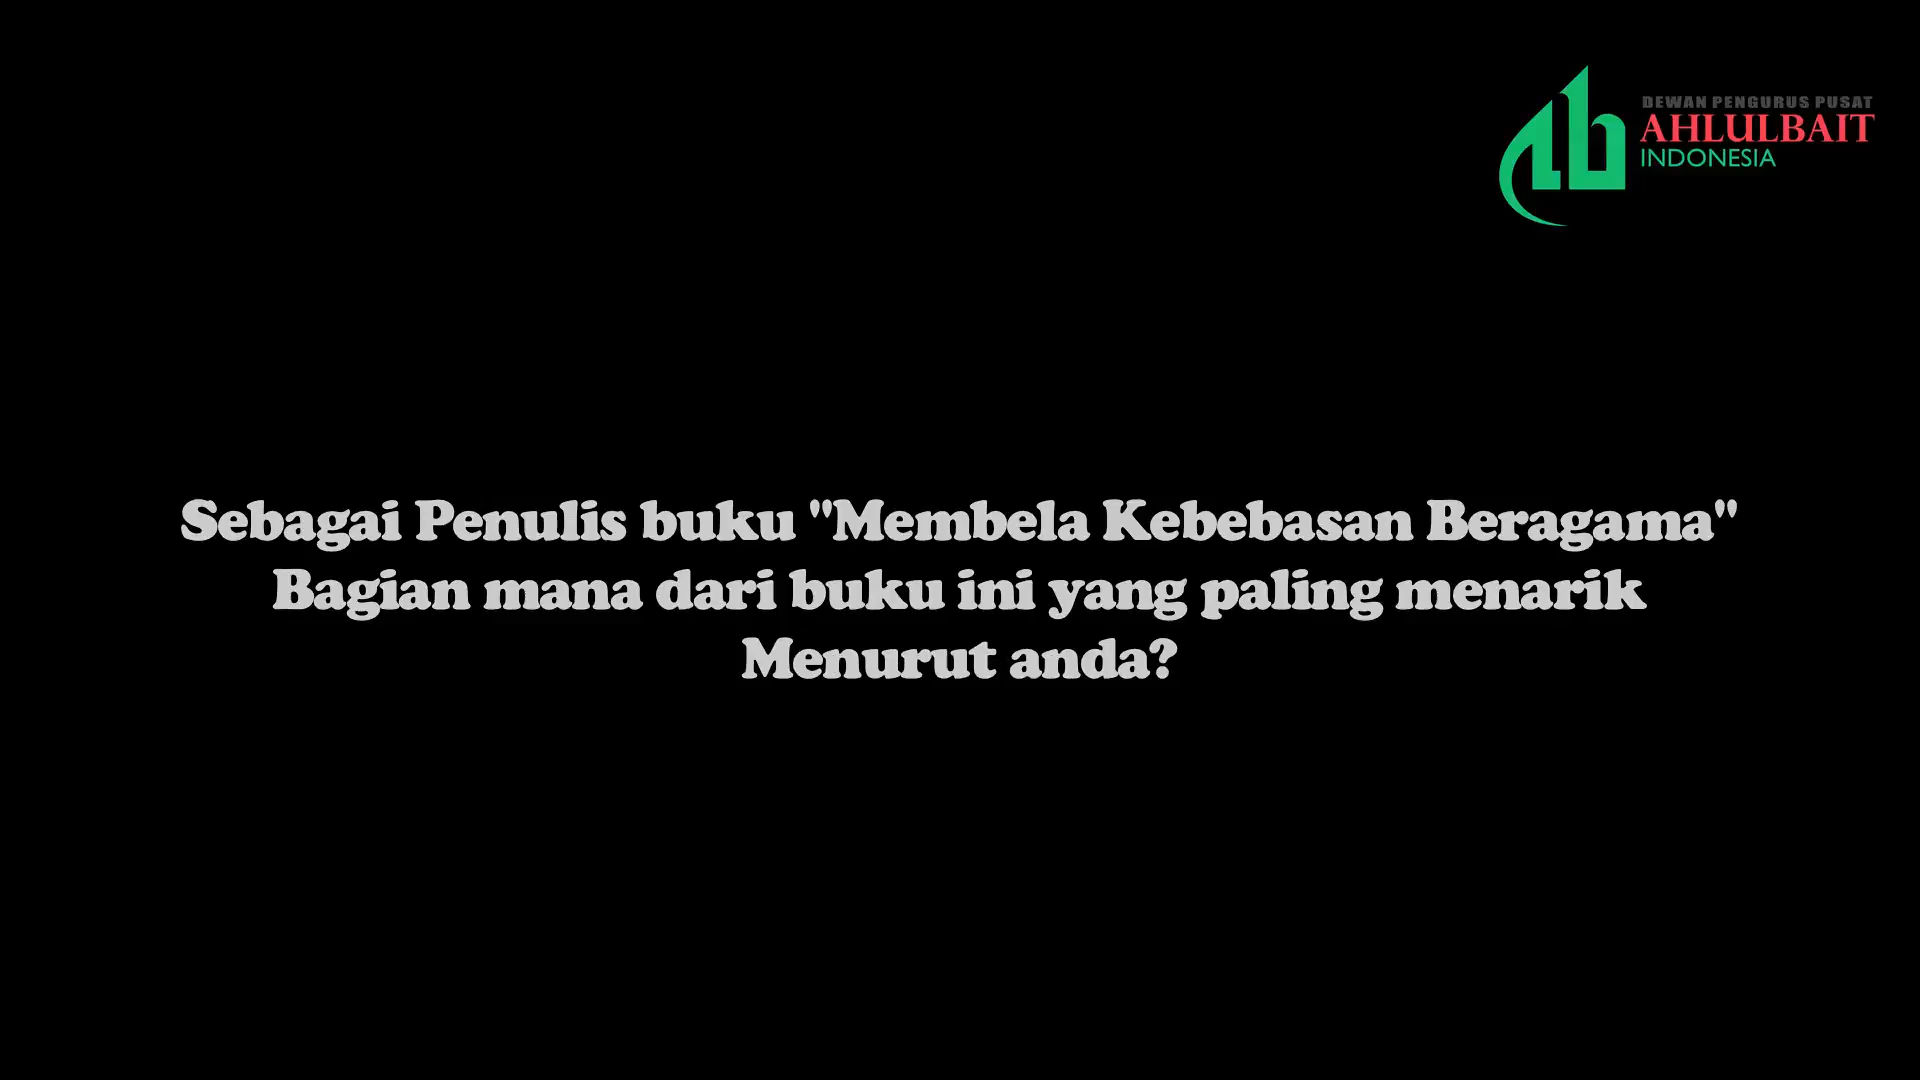 DEWAN PENGURUS PUSAT
AHLULBAIT
INDONESIA
Sebagai Penulis buku "Membela Kebebasan Beragama"
Bagian mana dari buku ini yang paling menarik
Menurut anda?